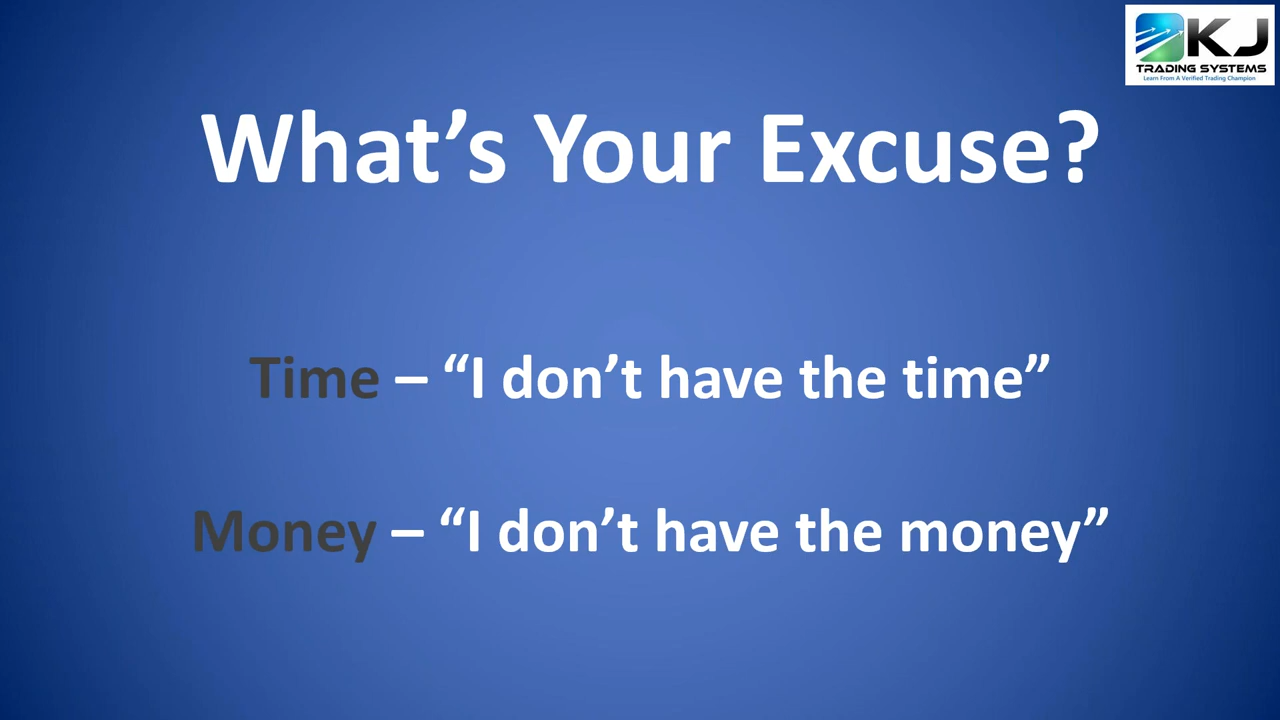 KJ
TRADING SYSTEMS
Learn From A Verified Trading Champion
What’s Your Excuse?
Time – “I don’t have the time”
Money – “I don’t have the money”